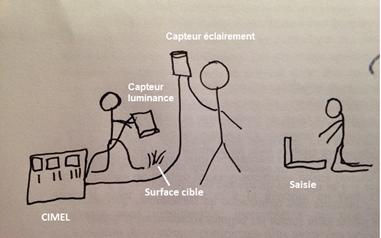 Capteur éclairement
Capteur
luminance
Surface cible
Saisie
CIMEL